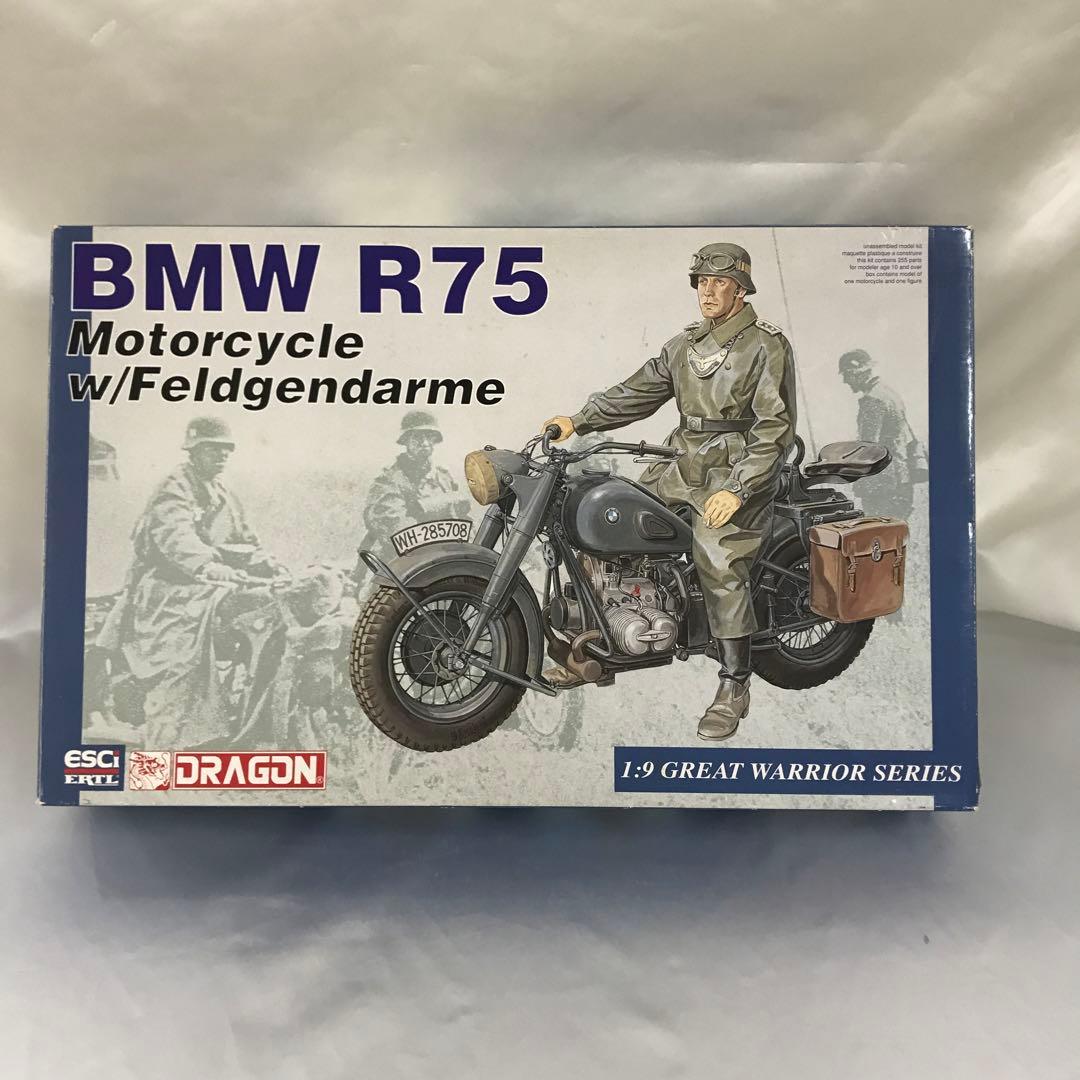 BMW R75
Motorcycle
w/Feldgendarme
unassembled model kit
maquette plastique a construire
this kit contains 255 parts
for modeler age 10 and over
box contains model of
one motorcycle and one figure
WH-285708
ESCi
ERTL
DRAGON
1:9 GREAT WARRIOR SERIES